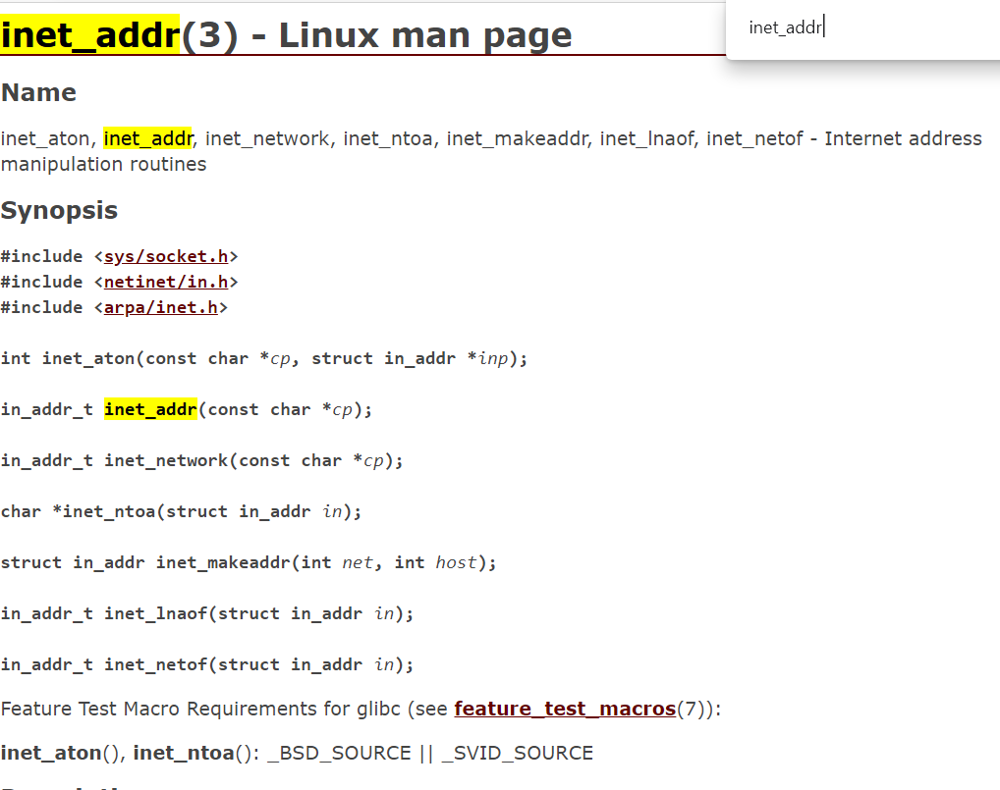 inet_addr(3) - Linux man page
inet_addr
Name
inet_aton, inet_addr, inet_network, inet_ntoa, inet_makeaddr, inet_lnaof, inet_netof - Internet address
manipulation routines
Synopsis
#include <sys/socket.h>
#include <netinet/in.h>
#include <arpa/inet.h>
int inet_aton(const char *cp, struct in_addr *inp);
in_addr_t inet_addr(const char *cp);
in_addr_t inet_network(const char *cp);
char *inet_ntoa(struct in_addr in);
struct in_addr inet_makeaddr(int net, int host);
in_addr_t inet_lnaof(struct in_addr in);
in_addr_t inet_netof(struct in_addr in);
Feature Test Macro Requirements for glibc (see feature_test_macros(7)):
inet_aton(), inet_ntoa(): _BSD_SOURCE || _SVID_SOURCE